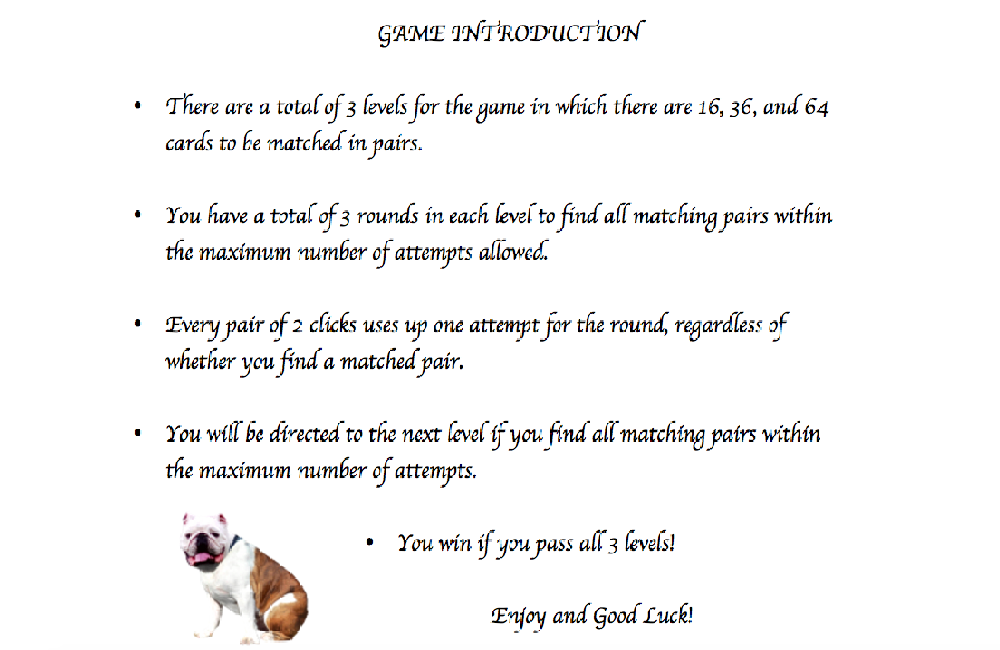 GAME INTRODUCTION
• There are a total of 3 levels for the game in which there are 16, 36, and 64
cards to be matched in pairs.
• You have a total of 3 rounds in each level to find all matching pairs within
the maximum number of attempts allowed.
• Every pair of 2 clicks uses up one attempt for the round, regardless of
whether you find a matched pair.
• You will be directed to the next level if you find all matching pairs within
the maximum number of attempts.
• You win if you pass all 3 levels!
Enjoy and Good Luck!